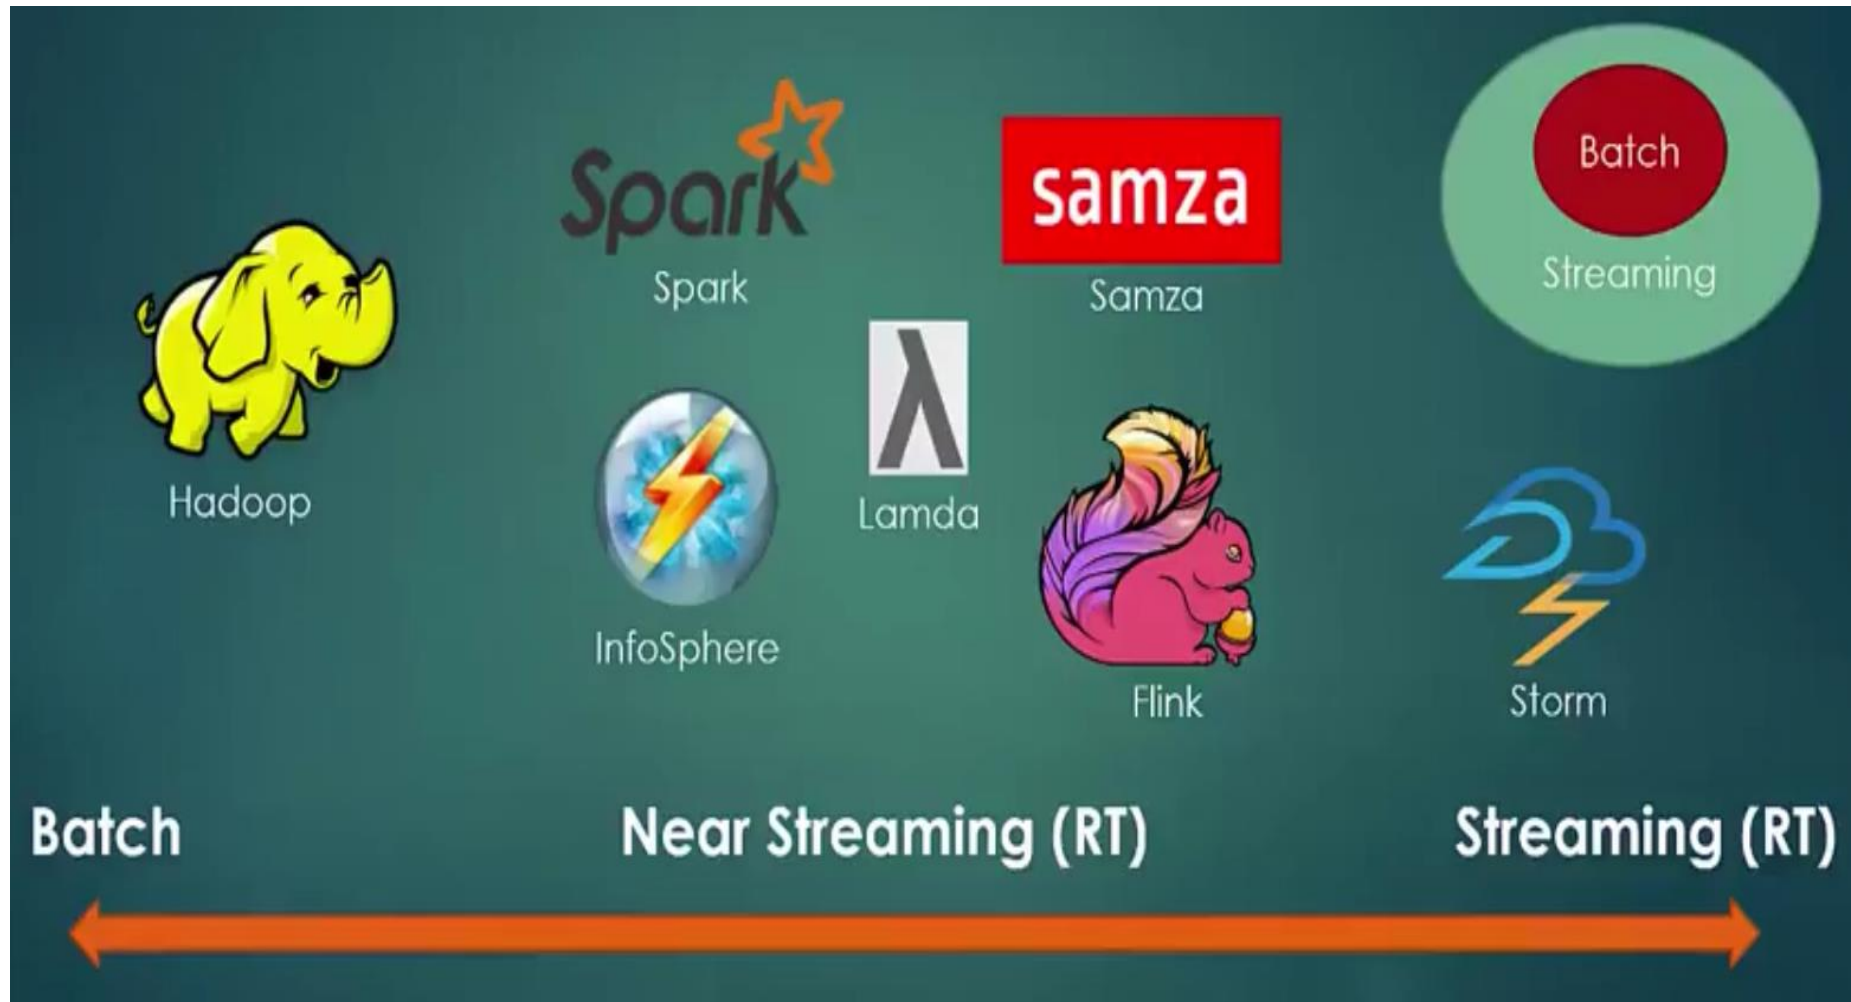 Spark
Spark
samza
Samza
Batch
Streaming
Hadoop
λ
Lamda
InfoSphere
Flink
Storm
Batch
Near Streaming (RT)
Streaming (RT)